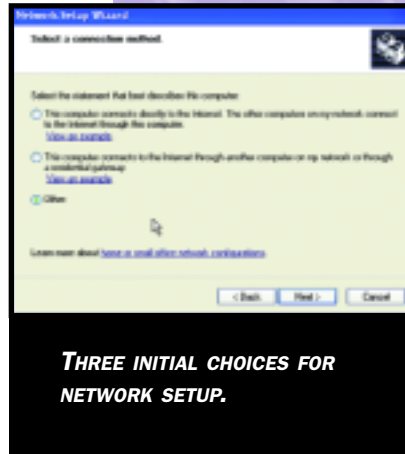 Network Setup Wizard
Select a connection method.
Select the statement that best describes this computer:
This computer connects directly to the Internet. The other computers on my network connect
to the Internet through this computer.
View an example
This computer connects to the Internet through another computer on my network or through
a residential gateway.
View an example
Other
Learn more about home or small office network configurations.
< Back
Next >
Cancel
THREE INITIAL CHOICES FOR
NETWORK SETUP.